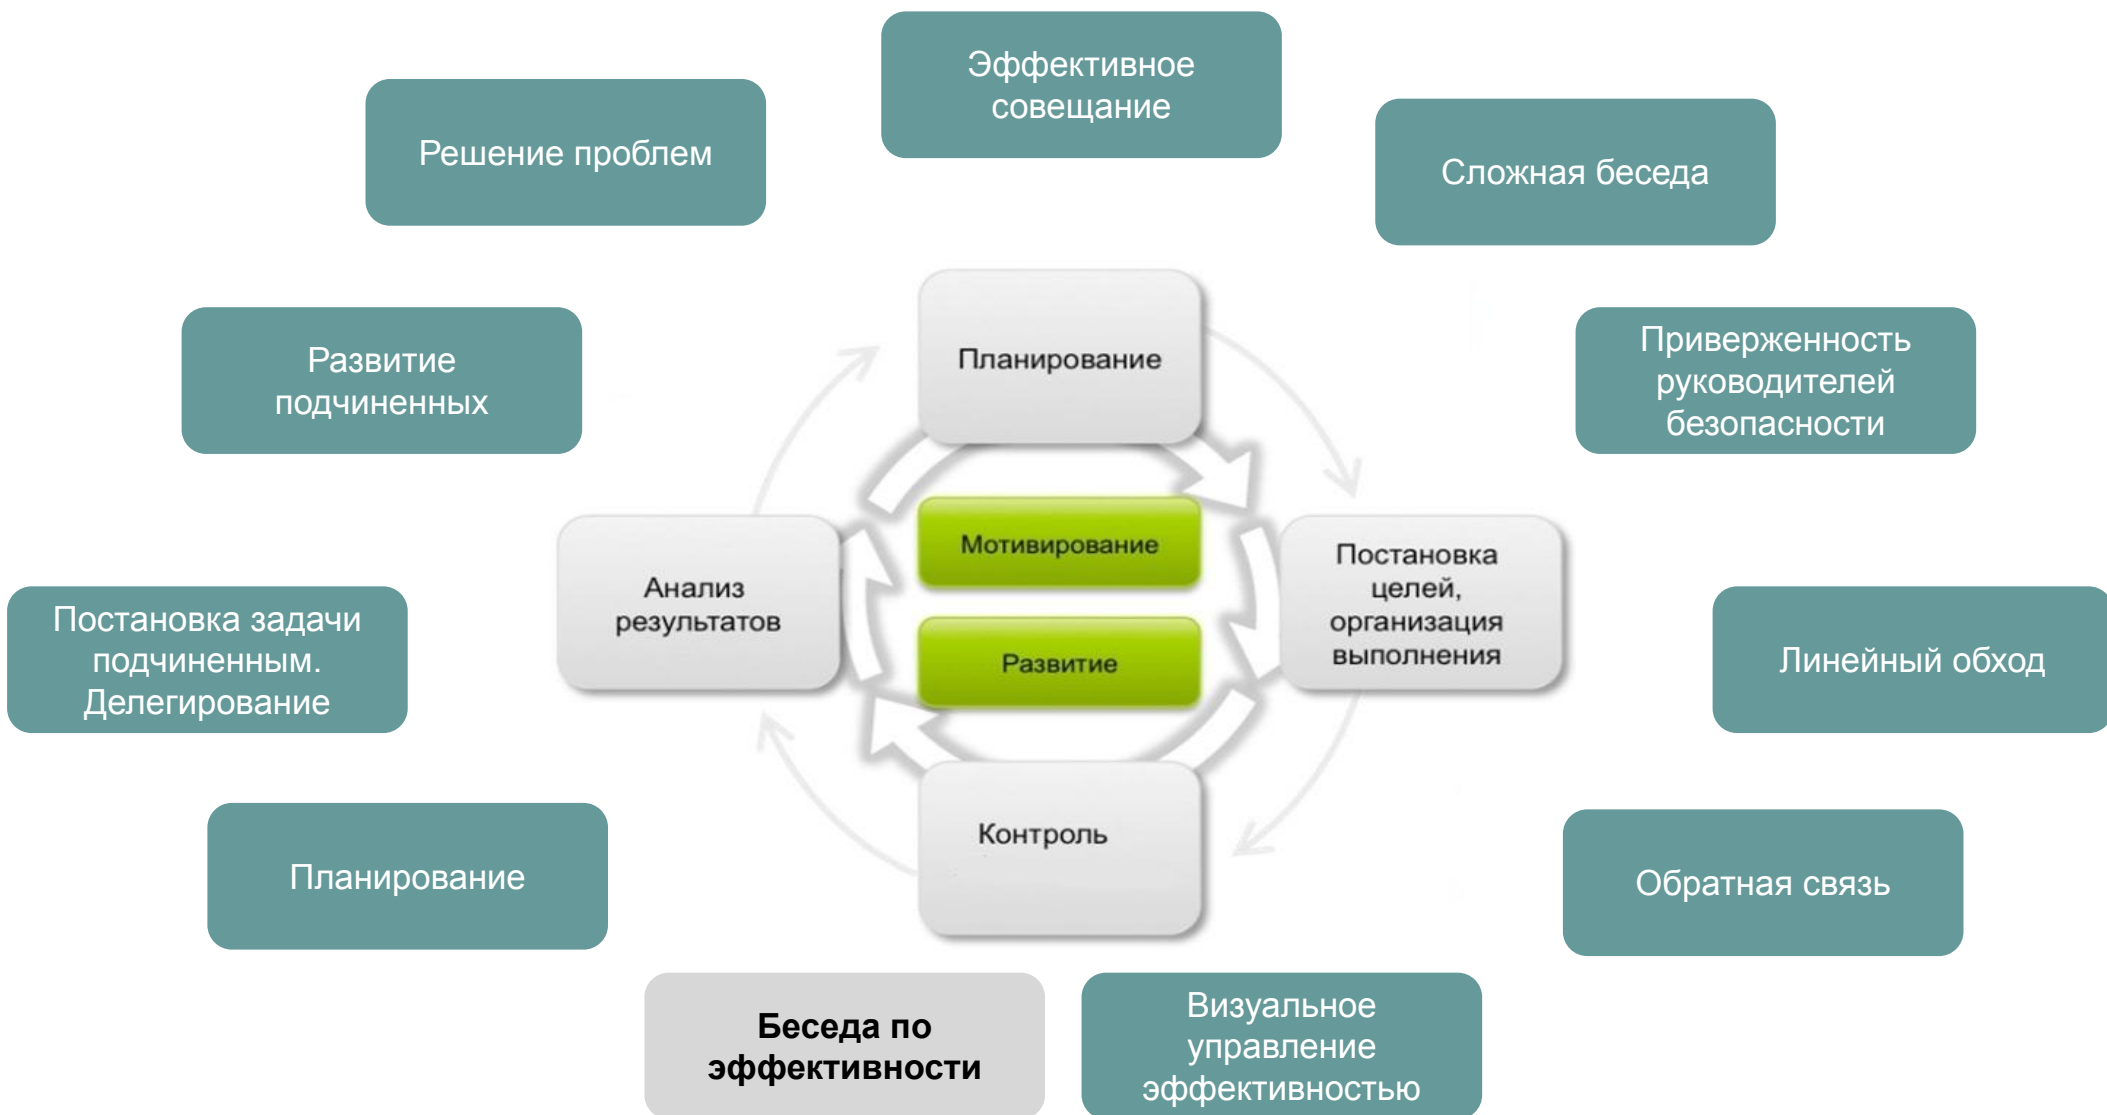 Эффективное
совещание
Решение проблем
Сложная беседа
Развитие
подчиненных
Приверженность
руководителей
безопасности
Планирование
Мотивирование
Развитие
Анализ
результатов
Постановка
целей,
организация
выполнения
Контроль
Постановка задачи
подчиненным.
Делегирование
Линейный обход
Планирование
Обратная связь
Беседа по
эффективности
Визуальное
управление
эффективностью